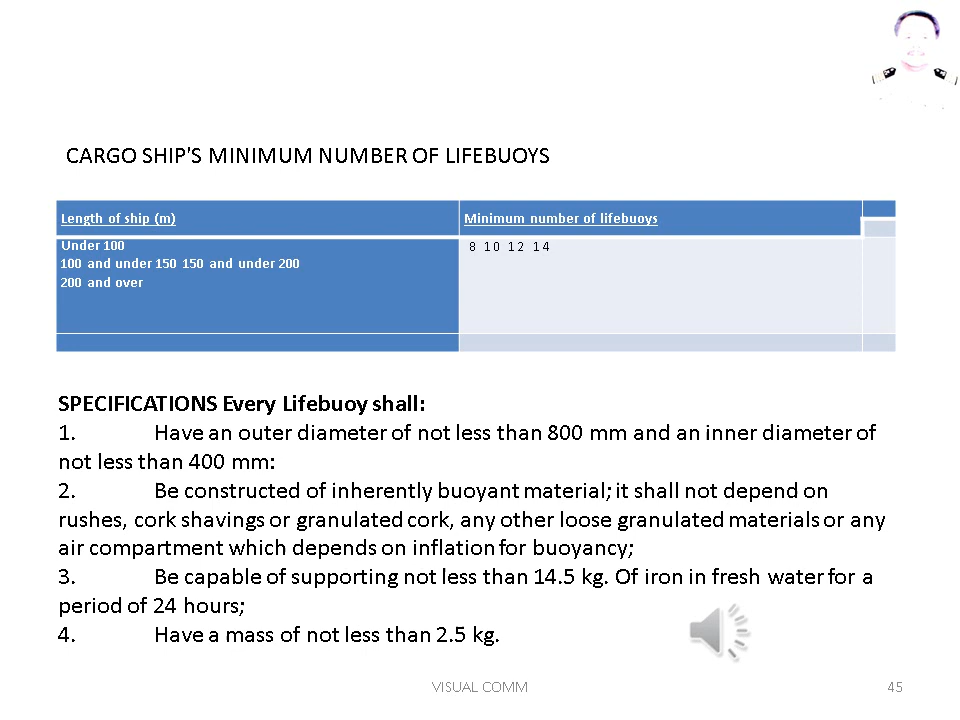 CARGO SHIP'S MINIMUM NUMBER OF LIFEBUOYS
Length of ship (m) Minimum number of lifebuoys
Under 100 8 10 12 14
100 and under 150 150 and under 200
200 and over
SPECIFICATIONS Every Lifebuoy shall:
1. Have an outer diameter of not less than 800 mm and an inner diameter of
not less than 400 mm:
2. Be constructed of inherently buoyant material; it shall not depend on
rushes, cork shavings or granulated cork, any other loose granulated materials or any
air compartment which depends on inflation for buoyancy;
3. Be capable of supporting not less than 14.5 kg. Of iron in fresh water for a
period of 24 hours;
4. Have a mass of not less than 2.5 kg.
VISUAL COMM 45